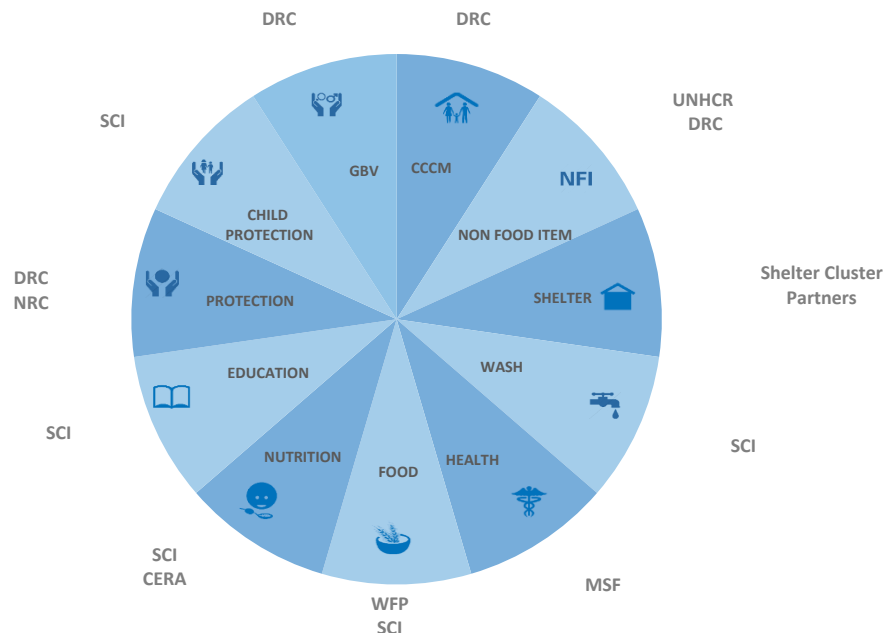 DRC
DRC
SCI
UNHCR
DRC
GBV
CCCM
NFI
CHILD
PROTECTION
NON FOOD ITEM
DRC
NRC
PROTECTION
SHELTER
Shelter Cluster
Partners
EDUCATION
WASH
SCI
SCI
NUTRITION
FOOD
HEALTH
SCI
CERA
WFP
SCI
MSF